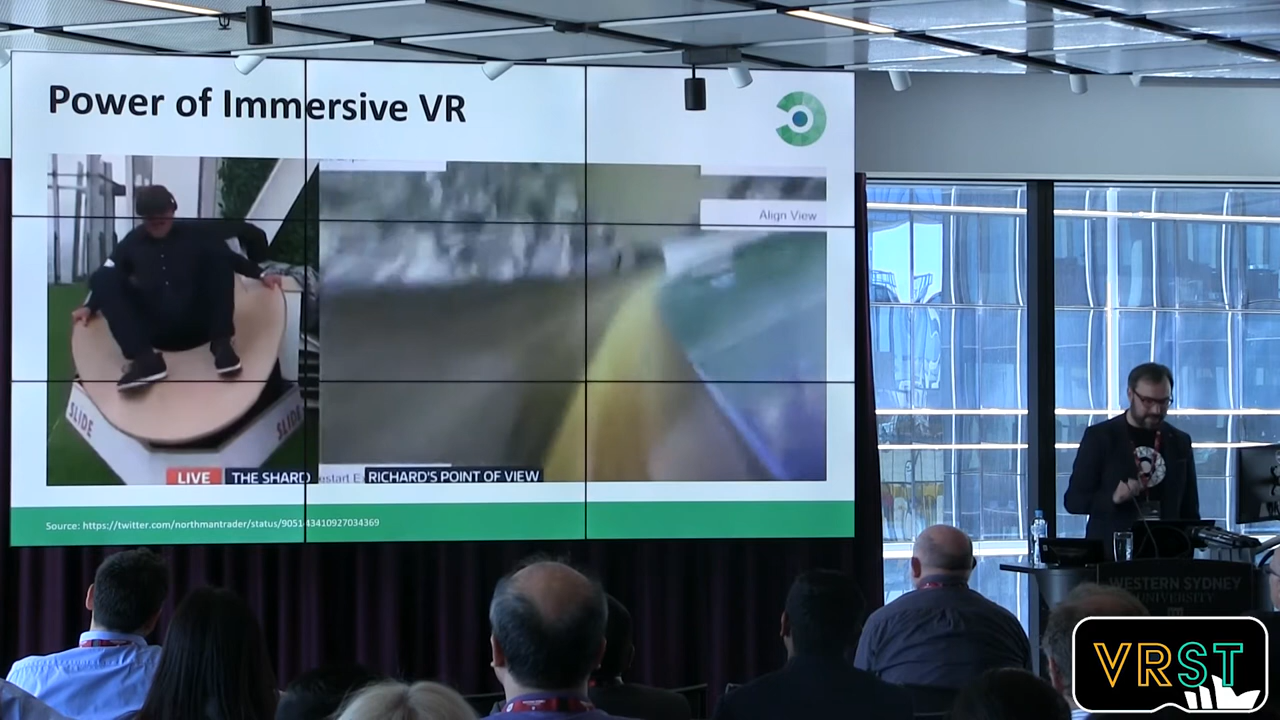 Power of Immersive VR
Align View
SLIDE
SLIDE
LIVE THE SHARD RICHARD'S POINT OF VIEW
Source: https://twitter.com/northmantrader/status/905143410927034369
WESTERN SYDNEY
UNIVERSITY
VRST